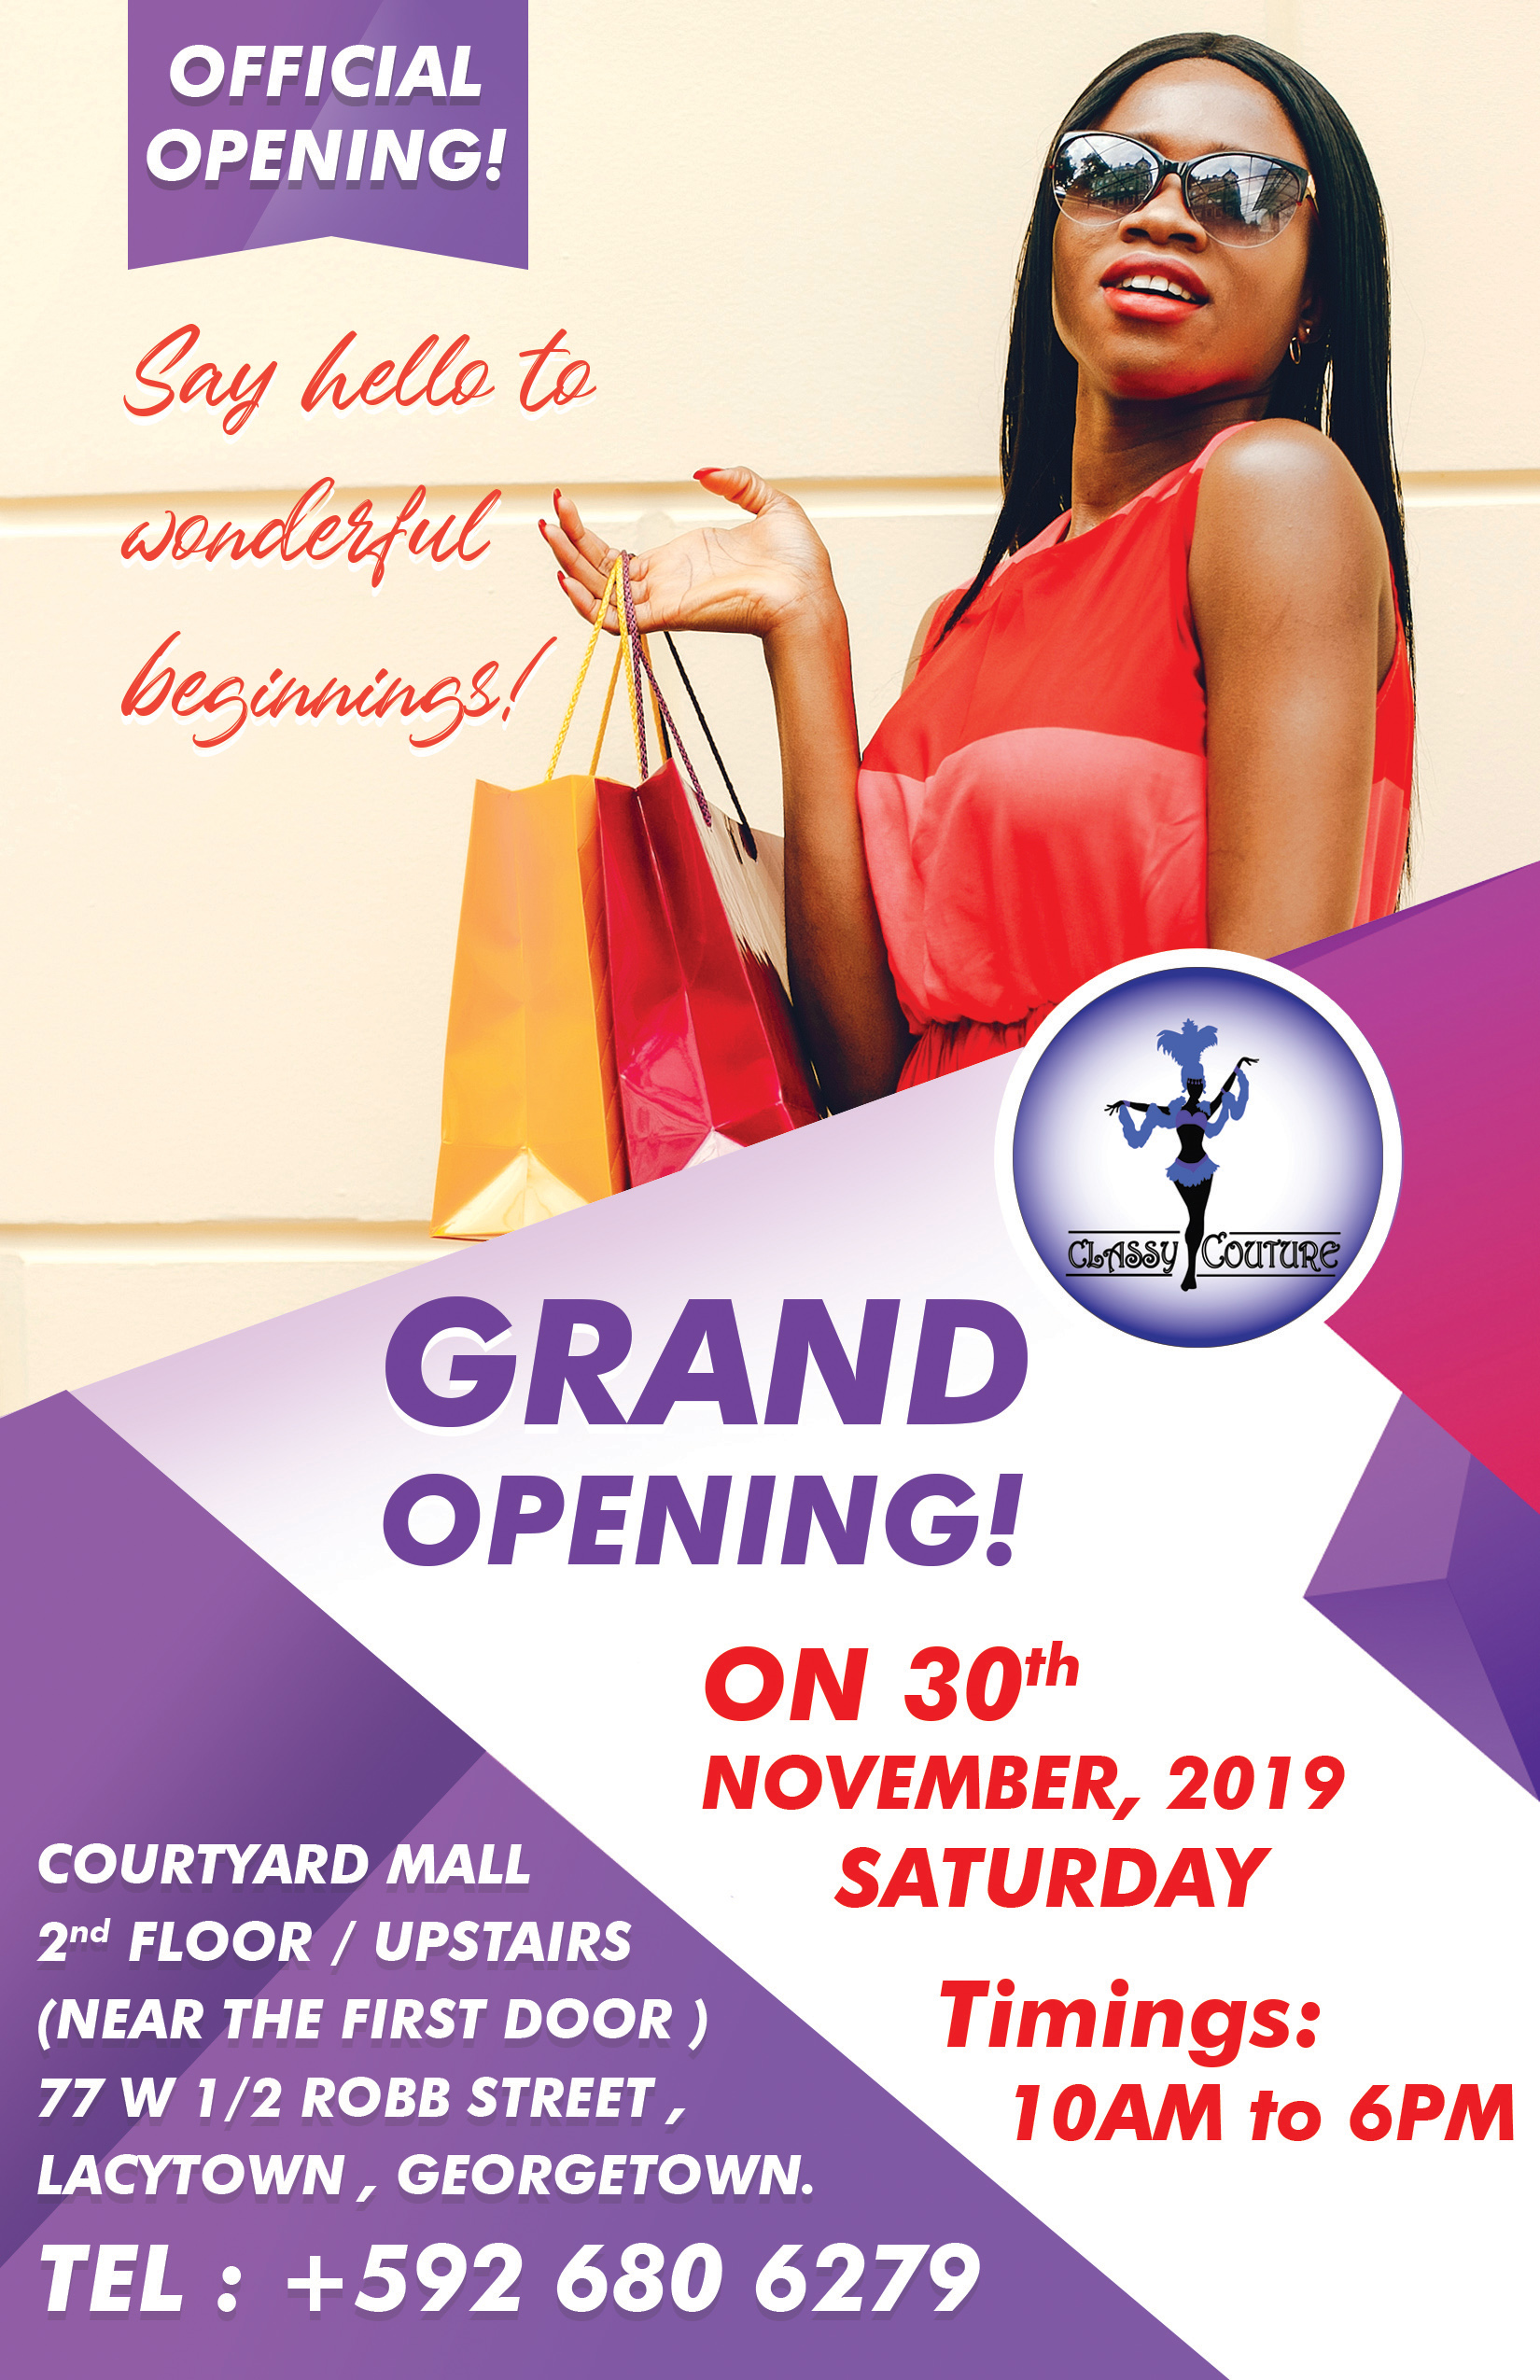 OFFICIAL
OPENING!
Say hello to
wonderful
beginnings!
CLASSY COUTURE
GRAND
OPENING!
ON 30th
NOVEMBER, 2019
SATURDAY
Timings:
10AM to 6PM
COURTYARD MALL
2nd FLOOR / UPSTAIRS
(NEAR THE FIRST DOOR )
77 W 1/2 ROBB STREET ,
LACYTOWN , GEORGETOWN.
TEL : +592 680 6279